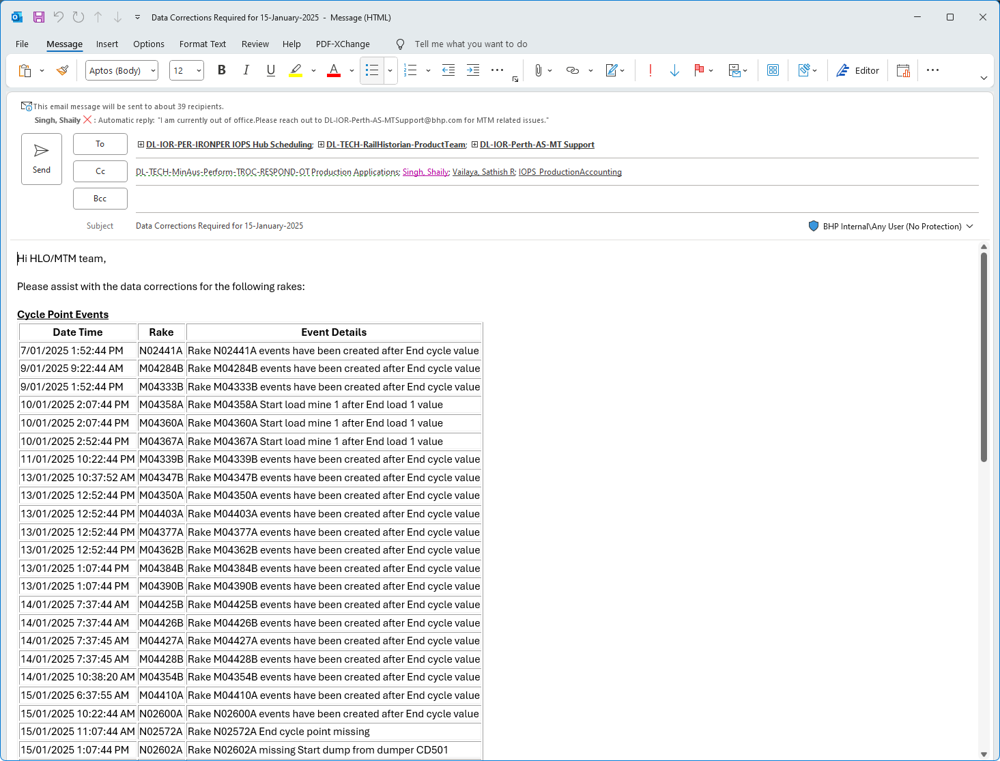 Data Corrections Required for 15-January-2025 - Message (HTML)
File Message Insert Options Format Text Review Help PDF-XChange Tell me what you want to do
Aptos (Body) 12 B I U A Editor
This email message will be sent to about 39 recipients.
Singh, Shaily : Automatic reply: "I am currently out of office.Please reach out to DL-IOR-Perth-AS-MTSupport@bhp.com for MTM related issues."
Send
To DL-IOR-PER-IRONPER IOPS Hub Scheduling; DL-TECH-RailHistorian-ProductTeam; DL-IOR-Perth-AS-MT Support
Cc DL-TECH-MinAus-Perform-TROC-RESPOND-OT Production Applications; Singh, Shaily; Vailaya, Sathish R; IOPS ProductionAccounting
Bcc
Subject Data Corrections Required for 15-January-2025 BHP Internal\Any User (No Protection)
Hi HLO/MTM team,
Please assist with the data corrections for the following rakes:
Cycle Point Events
Date Time Rake Event Details
7/01/2025 1:52:44 PM N02441A Rake N02441A events have been created after End cycle value
9/01/2025 9:22:44 AM M04284B Rake M04284B events have been created after End cycle value
9/01/2025 1:52:44 PM M04333B Rake M04333B events have been created after End cycle value
10/01/2025 2:07:44 PM M04358A Rake M04358A Start load mine 1 after End load 1 value
10/01/2025 2:07:44 PM M04360A Rake M04360A Start load mine 1 after End load 1 value
10/01/2025 2:52:44 PM M04367A Rake M04367A Start load mine 1 after End load 1 value
11/01/2025 10:22:44 PM M04339B Rake M04339B events have been created after End cycle value
13/01/2025 10:37:52 AM M04347B Rake M04347B events have been created after End cycle value
13/01/2025 12:52:44 PM M04350A Rake M04350A events have been created after End cycle value
13/01/2025 12:52:44 PM M04403A Rake M04403A events have been created after End cycle value
13/01/2025 12:52:44 PM M04377A Rake M04377A events have been created after End cycle value
13/01/2025 12:52:44 PM M04362B Rake M04362B events have been created after End cycle value
13/01/2025 1:07:44 PM M04384B Rake M04384B events have been created after End cycle value
13/01/2025 1:07:44 PM M04390B Rake M04390B events have been created after End cycle value
14/01/2025 7:37:44 AM M04425B Rake M04425B events have been created after End cycle value
14/01/2025 7:37:44 AM M04426B Rake M04426B events have been created after End cycle value
14/01/2025 7:37:45 AM M04427A Rake M04427A events have been created after End cycle value
14/01/2025 7:37:45 AM M04428B Rake M04428B events have been created after End cycle value
14/01/2025 10:38:20 AM M04354B Rake M04354B events have been created after End cycle value
15/01/2025 6:37:55 AM M04410A Rake M04410A events have been created after End cycle value
15/01/2025 10:22:44 AM N02600A Rake N02600A events have been created after End cycle value
15/01/2025 11:07:44 AM N02572A Rake N02572A End cycle point missing
15/01/2025 1:07:44 PM N02602A Rake N02602A missing Start dump from dumper CD501